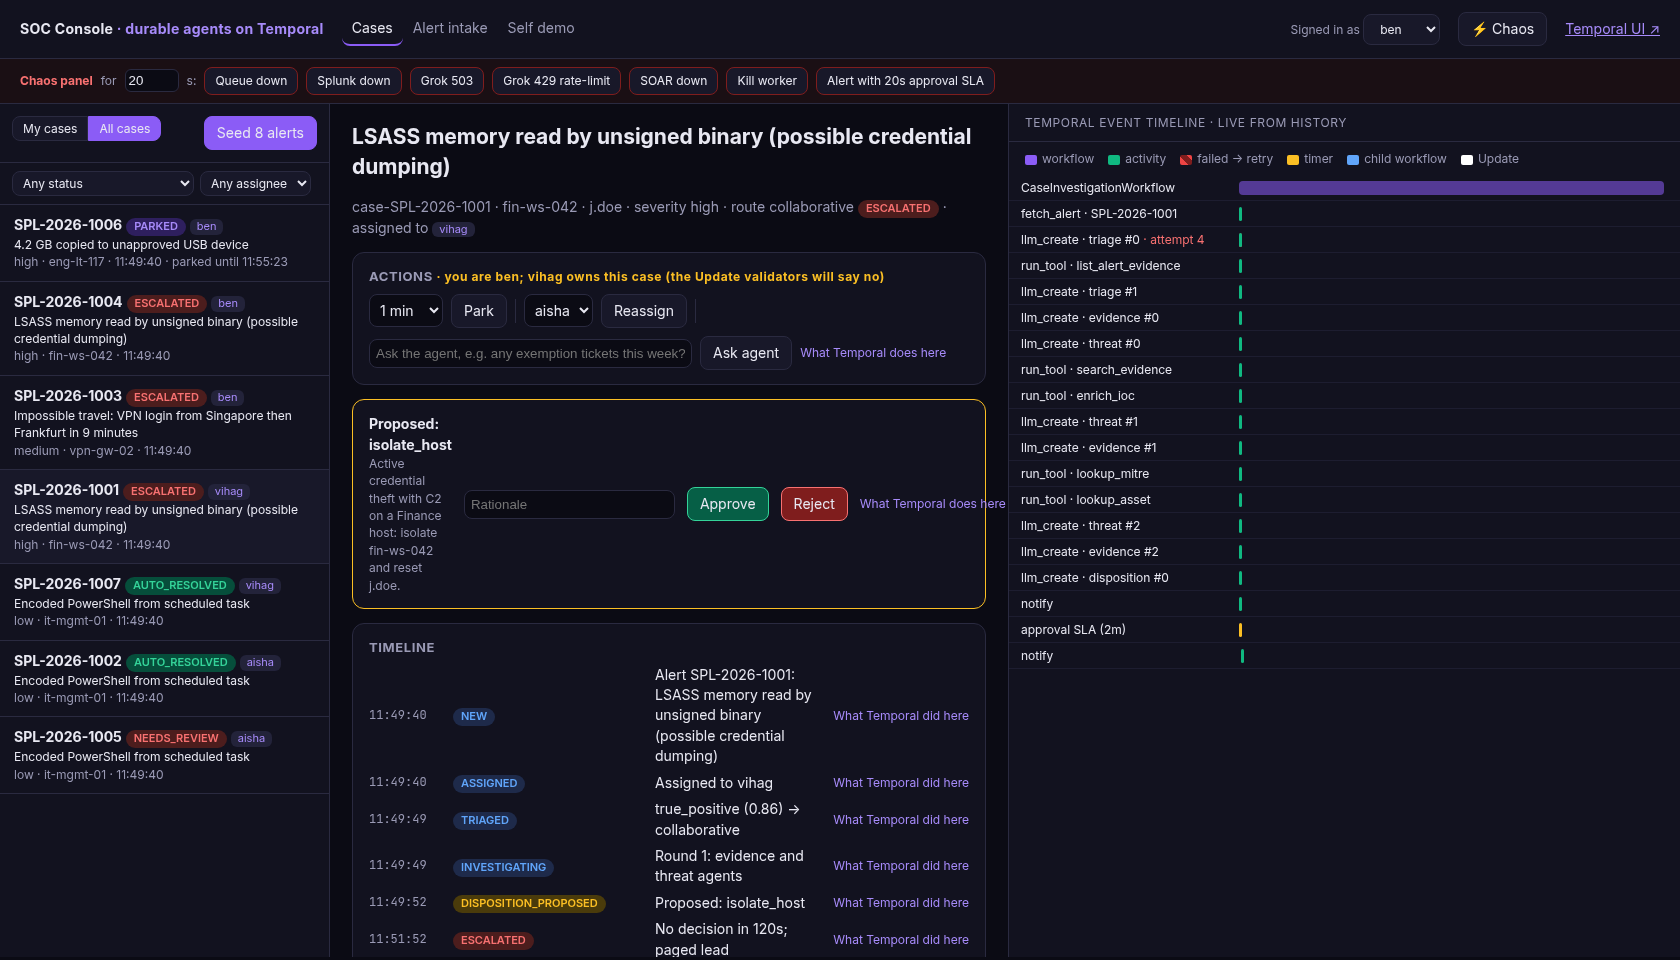 SOC Console · durable agents on Temporal
Cases
Alert intake
Self demo
Signed in as
ben
⚡ Chaos
Temporal UI ↗
Chaos panel for 20 s:
Queue down
Splunk down
Grok 503
Grok 429 rate-limit
SOAR down
Kill worker
Alert with 20s approval SLA
My cases
All cases
Seed 8 alerts
Any status
Any assignee
SPL-2026-1006 PARKED ben
4.2 GB copied to unapproved USB device
high · eng-lt-117 · 11:49:40 · parked until 11:55:23
SPL-2026-1004 ESCALATED ben
LSASS memory read by unsigned binary (possible
credential dumping)
high · fin-ws-042 · 11:49:40
SPL-2026-1003 ESCALATED ben
Impossible travel: VPN login from Singapore then
Frankfurt in 9 minutes
medium · vpn-gw-02 · 11:49:40
SPL-2026-1001 ESCALATED vihag
LSASS memory read by unsigned binary (possible
credential dumping)
high · fin-ws-042 · 11:49:40
SPL-2026-1007 AUTO_RESOLVED vihag
Encoded PowerShell from scheduled task
low · it-mgmt-01 · 11:49:40
SPL-2026-1002 AUTO_RESOLVED aisha
Encoded PowerShell from scheduled task
low · it-mgmt-01 · 11:49:40
SPL-2026-1005 NEEDS_REVIEW aisha
Encoded PowerShell from scheduled task
low · it-mgmt-01 · 11:49:40
LSASS memory read by unsigned binary (possible credential
dumping)
case-SPL-2026-1001 · fin-ws-042 · j.doe · severity high · route collaborative ESCALATED ·
assigned to vihag
ACTIONS · you are ben; vihag owns this case (the Update validators will say no)
1 min
Park
aisha
Reassign
Ask the agent, e.g. any exemption tickets this week?
Ask agent
What Temporal does here
Proposed:
isolate_host
Active
credential
theft with C2
on a Finance
host: isolate
fin-ws-042
and reset
j.doe.
Rationale
Approve
Reject
What Temporal does here
TIMELINE
11:49:40 NEW
Alert SPL-2026-1001:
LSASS memory read by
unsigned binary
(possible credential
dumping)
What Temporal did here
11:49:40 ASSIGNED Assigned to vihag What Temporal did here
11:49:49 TRIAGED
true_positive (0.86) →
collaborative
What Temporal did here
11:49:49 INVESTIGATING
Round 1: evidence and
threat agents
What Temporal did here
11:49:52 DISPOSITION_PROPOSED Proposed: isolate_host What Temporal did here
11:51:52 ESCALATED
No decision in 120s;
paged lead
What Temporal did here
TEMPORAL EVENT TIMELINE · LIVE FROM HISTORY
workflow
activity
failed → retry
timer
child workflow
Update
CaseInvestigationWorkflow
fetch_alert · SPL-2026-1001
llm_create · triage #0 · attempt 4
run_tool · list_alert_evidence
llm_create · triage #1
llm_create · evidence #0
llm_create · threat #0
run_tool · search_evidence
run_tool · enrich_ioc
llm_create · threat #1
llm_create · evidence #1
run_tool · lookup_mitre
run_tool · lookup_asset
llm_create · threat #2
llm_create · evidence #2
llm_create · disposition #0
notify
approval SLA (2m)
notify